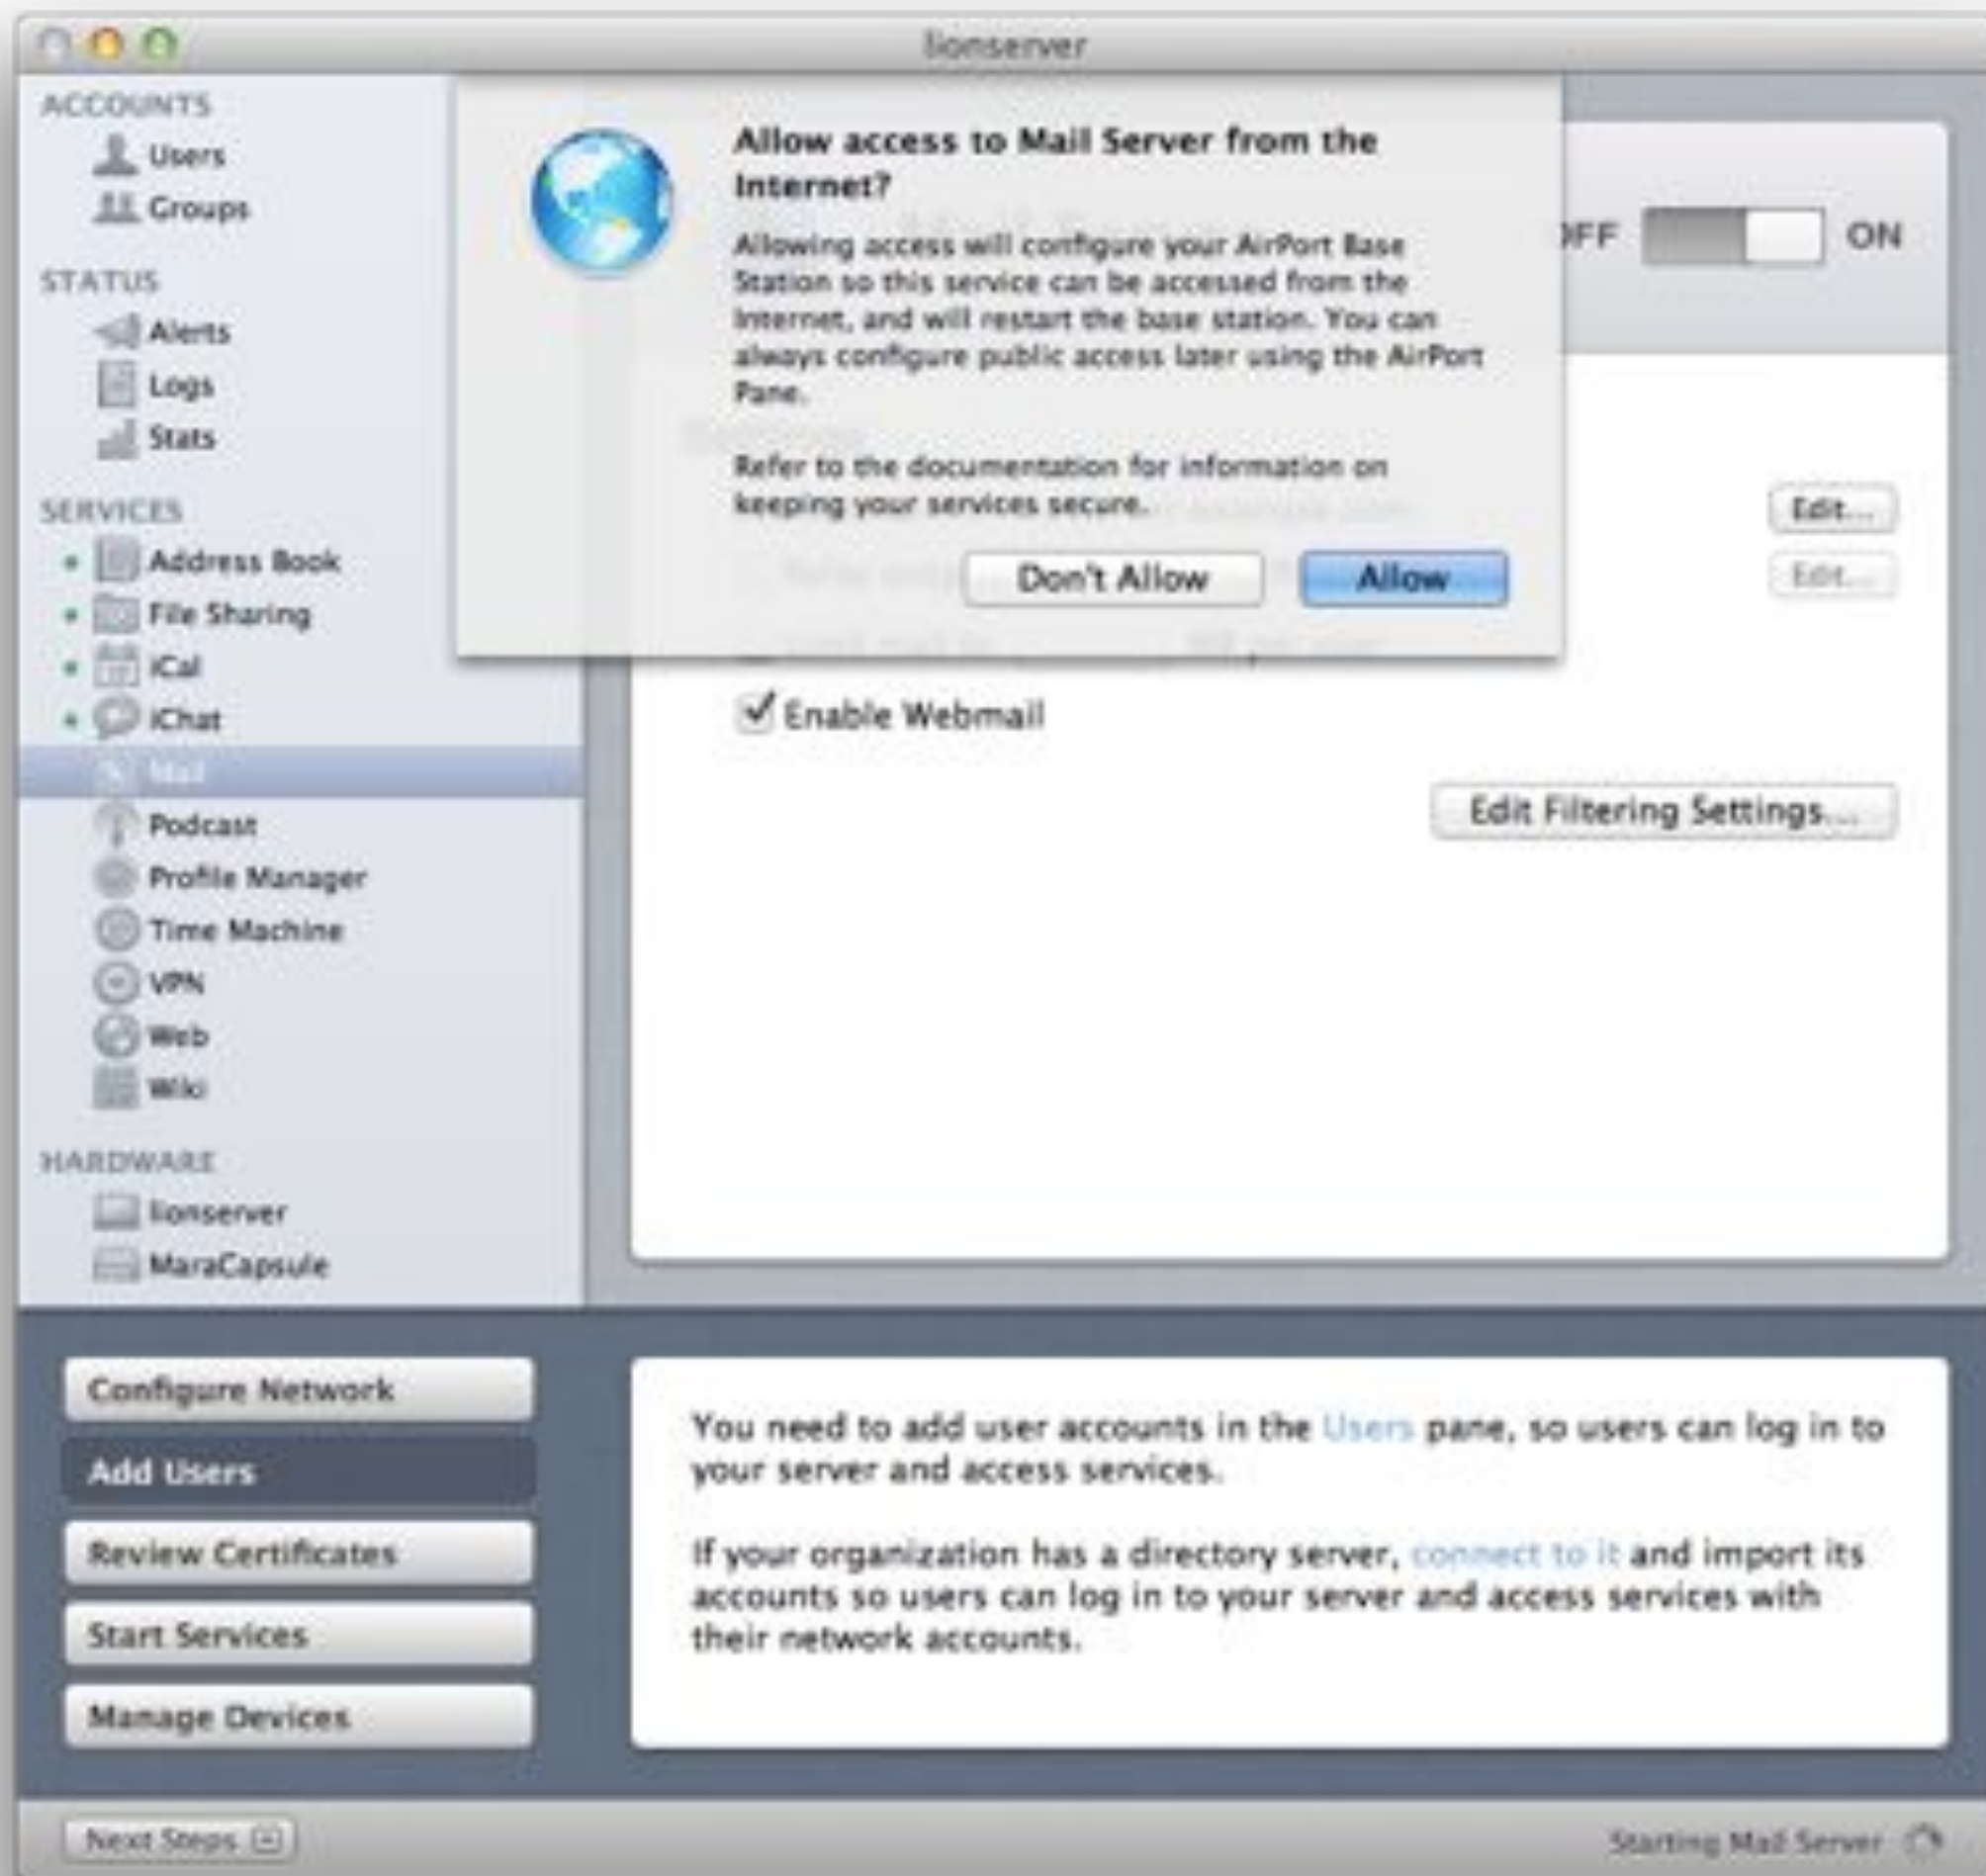 lionserver
ACCOUNTS
Users
Groups
STATUS
Alerts
Logs
Stats
SERVICES
Address Book
File Sharing
iCal
iChat
Mail
Podcast
Profile Manager
Time Machine
VPN
Web
Wiki
HARDWARE
lionserver
MaraCapsule
Allow access to Mail Server from the
Internet?
Allowing access will configure your AirPort Base
Station so this service can be accessed from the
Internet, and will restart the base station. You can
always configure public access later using the AirPort
Pane.
Refer to the documentation for information on
keeping your services secure.
Don't Allow
Allow
OFF ON
Edit...
Edit...
Enable Webmail
Edit Filtering Settings...
Configure Network
Add Users
Review Certificates
Start Services
Manage Devices
You need to add user accounts in the Users pane, so users can log in to
your server and access services.
If your organization has a directory server, connect to it and import its
accounts so users can log in to your server and access services with
their network accounts.
Next Steps
Starting Mail Server